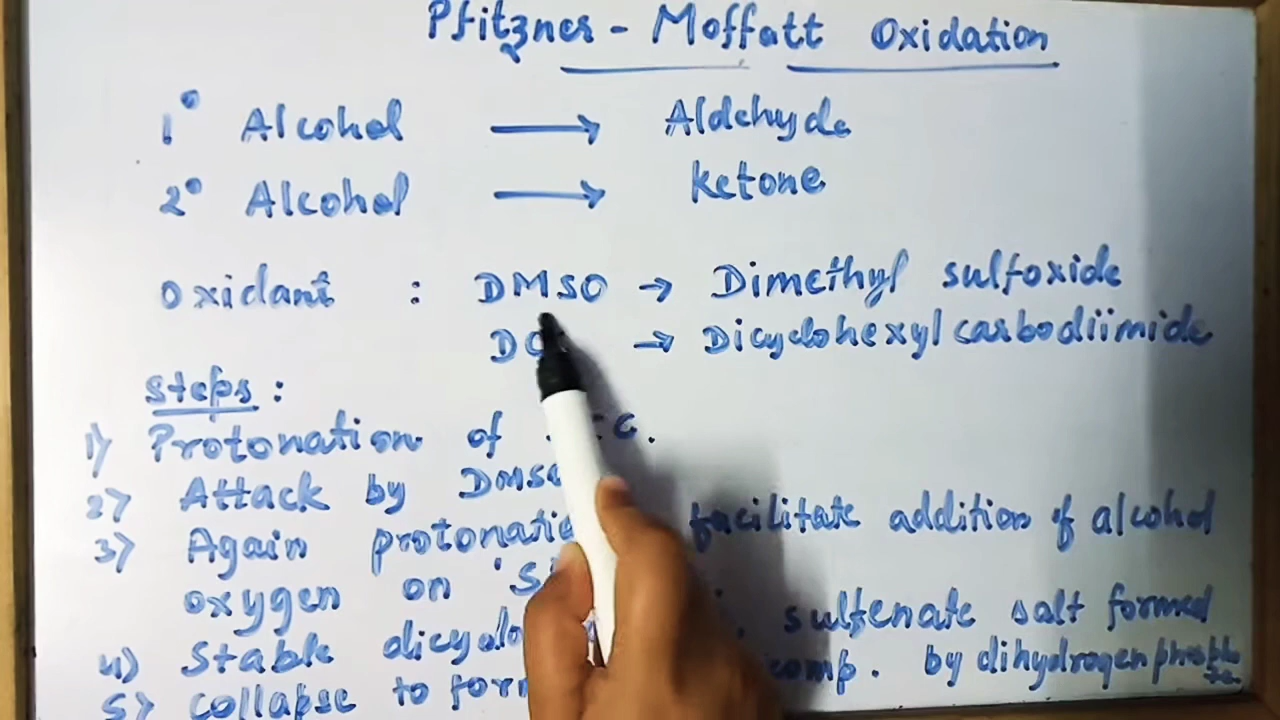 Pfitzner - Moffatt Oxidation
1° Alcohol → Aldehyde
2° Alcohol → Ketone
Oxidant : DMSO → Dimethyl sulfoxide
→ Dicyclohexylcarbodiimide
Steps :
1) Protonation of
2) Attack by
3) Again facilitate addition of alcohol
oxygen on
4) Stable sulfenate salt formed
5) Collapse to comp. by dihydrogen